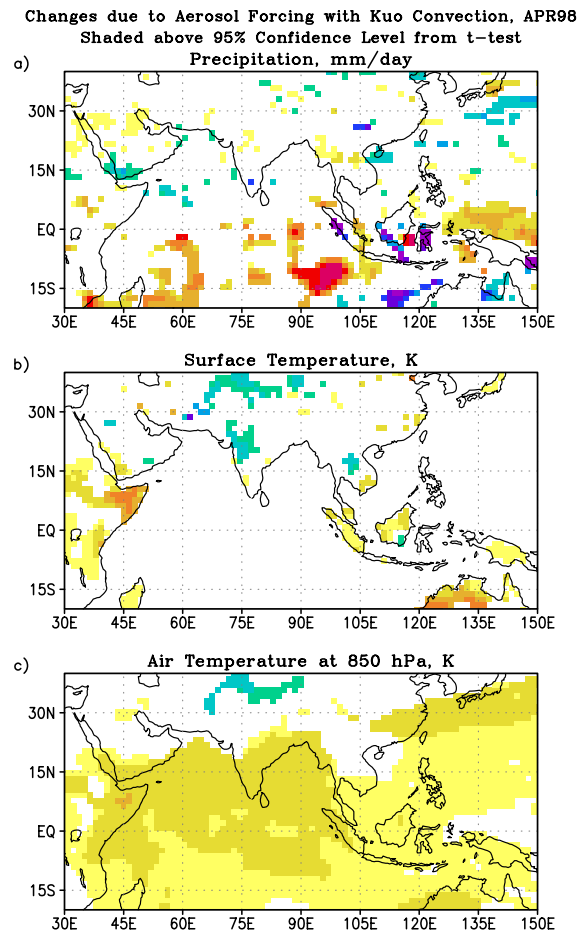 Changes due to Aerosol Forcing with Kuo Convection, APR98
Shaded above 95% Confidence Level from t-test
a) Precipitation, mm/day
30N
15N
EQ
15S
30E 45E 60E 75E 90E 105E 120E 135E 150E
b) Surface Temperature, K
30N
15N
EQ
15S
30E 45E 60E 75E 90E 105E 120E 135E 150E
c) Air Temperature at 850 hPa, K
30N
15N
EQ
15S
30E 45E 60E 75E 90E 105E 120E 135E 150E